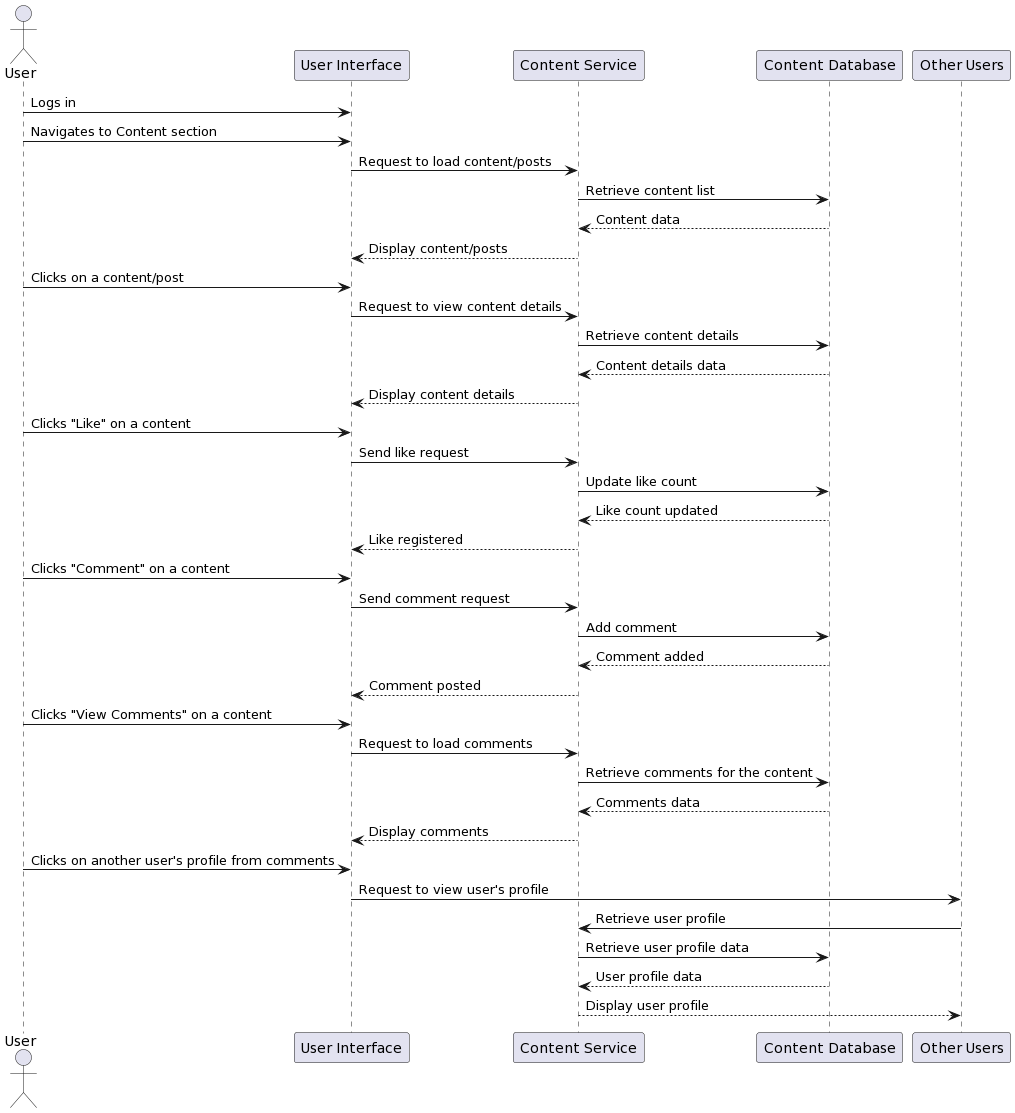 User
User Interface
Content Service
Content Database
Other Users
Logs in
Navigates to Content section
Request to load content/posts
Retrieve content list
Content data
Display content/posts
Clicks on a content/post
Request to view content details
Retrieve content details
Content details data
Display content details
Clicks "Like" on a content
Send like request
Update like count
Like count updated
Like registered
Clicks "Comment" on a content
Send comment request
Add comment
Comment added
Comment posted
Clicks "View Comments" on a content
Request to load comments
Retrieve comments for the content
Comments data
Display comments
Clicks on another user's profile from comments
Request to view user's profile
Retrieve user profile
Retrieve user profile data
User profile data
Display user profile
User
User Interface
Content Service
Content Database
Other Users